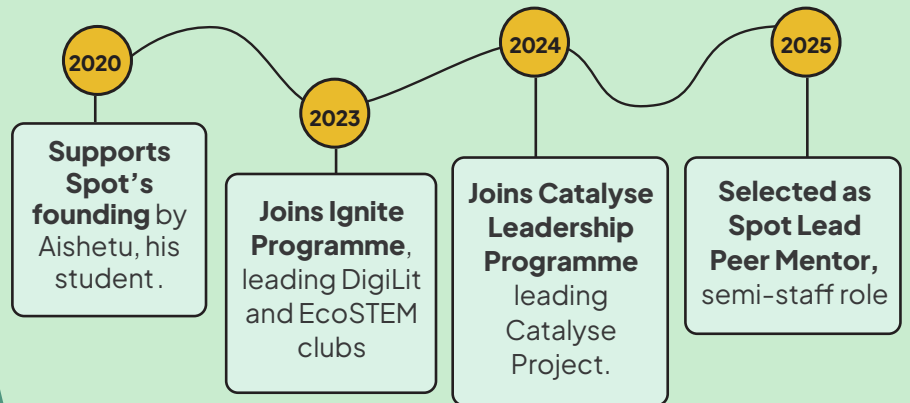 2020
Supports
Spot's
founding by
Aishetu, his
student.
2023
Joins Ignite
Programme,
leading DigiLit
and EcoSTEM
clubs
2024
Joins Catalyse
Leadership
Programme
leading
Catalyse
Project.
2025
Selected as
Spot Lead
Peer Mentor,
semi-staff role